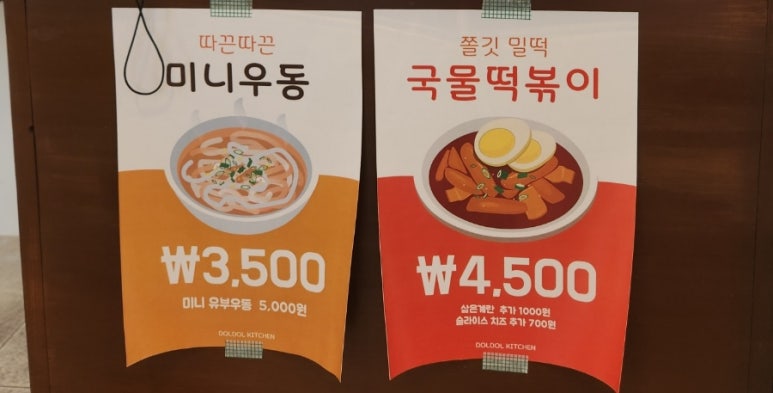 따끈따끈
미니우동
₩3,500
미니 유부우동 5,000원
DOLDOL KITCHEN
쫄깃 밀떡
국물떡볶이
₩4,500
삶은계란 추가 1000원
슬라이스 치즈 추가 700원
DOLDOL KITCHEN